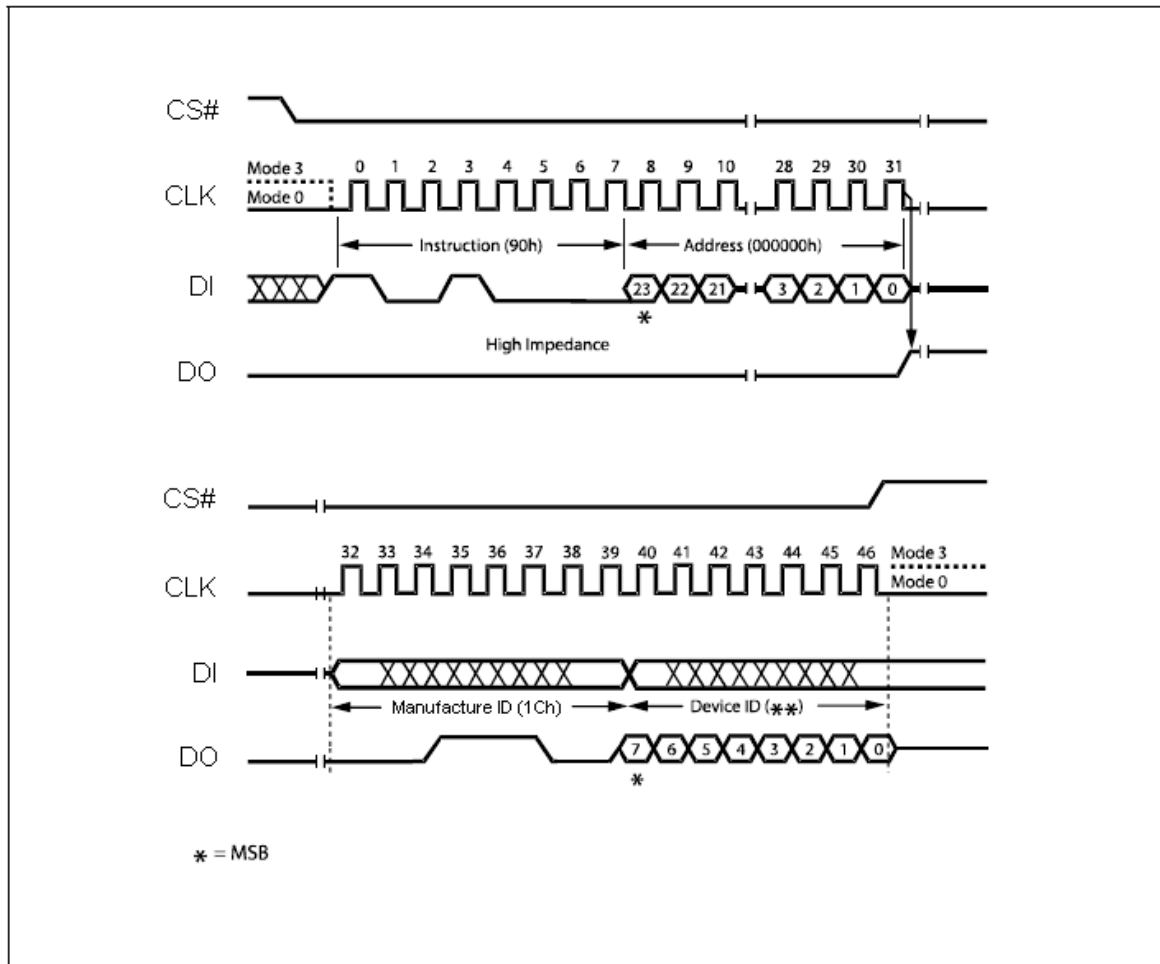 CS#
Mode 3
0 1 2 3 4 5 6 7 8 9 10 28 29 30 31
CLK
Mode 0
Instruction (90h)
Address (000000h)
DI
23 22 21 3 2 1 0
*
High Impedance
DO
CS#
32 33 34 35 36 37 38 39 40 41 42 43 44 45 46
Mode 3
CLK
Mode 0
DI
Manufacture ID (1Ch)
Device ID (**)
DO
7 6 5 4 3 2 1 0
*
* = MSB